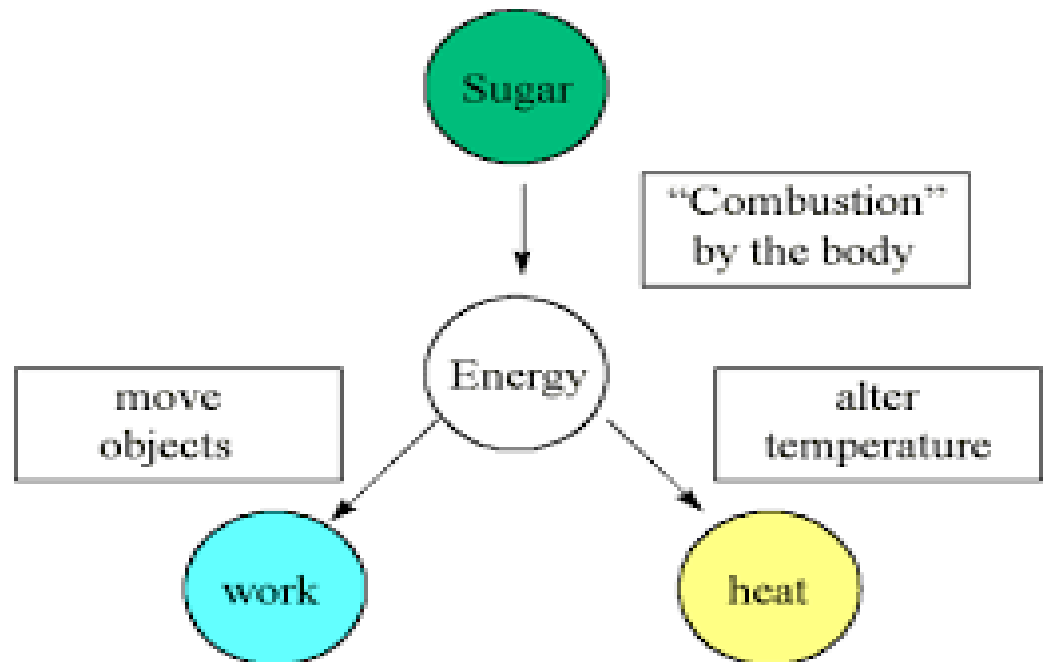 Sugar
“Combustion”
by the body
Energy
move
objects
alter
temperature
work
heat